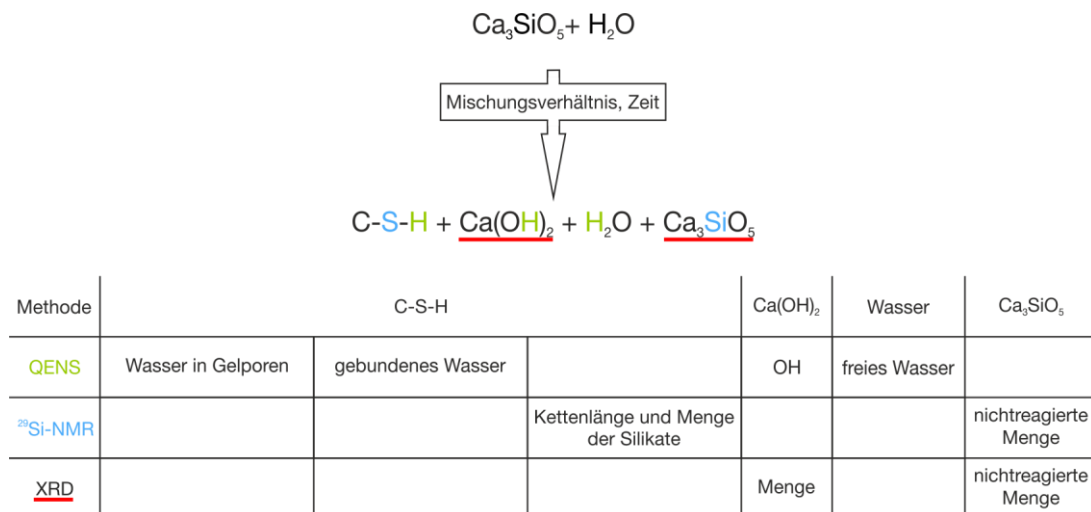 Ca₃SiO₅+ H₂O
Mischungsverhältnis, Zeit
C-S-H + Ca(OH)₂ + H₂O + Ca₃SiO₅
Methode C-S-H Ca(OH)₂ Wasser Ca₃SiO₅
QENS Wasser in Gelporen gebundenes Wasser OH freies Wasser
²⁹Si-NMR Kettenlänge und Menge der Silikate nichtreagierte Menge
XRD Menge nichtreagierte Menge